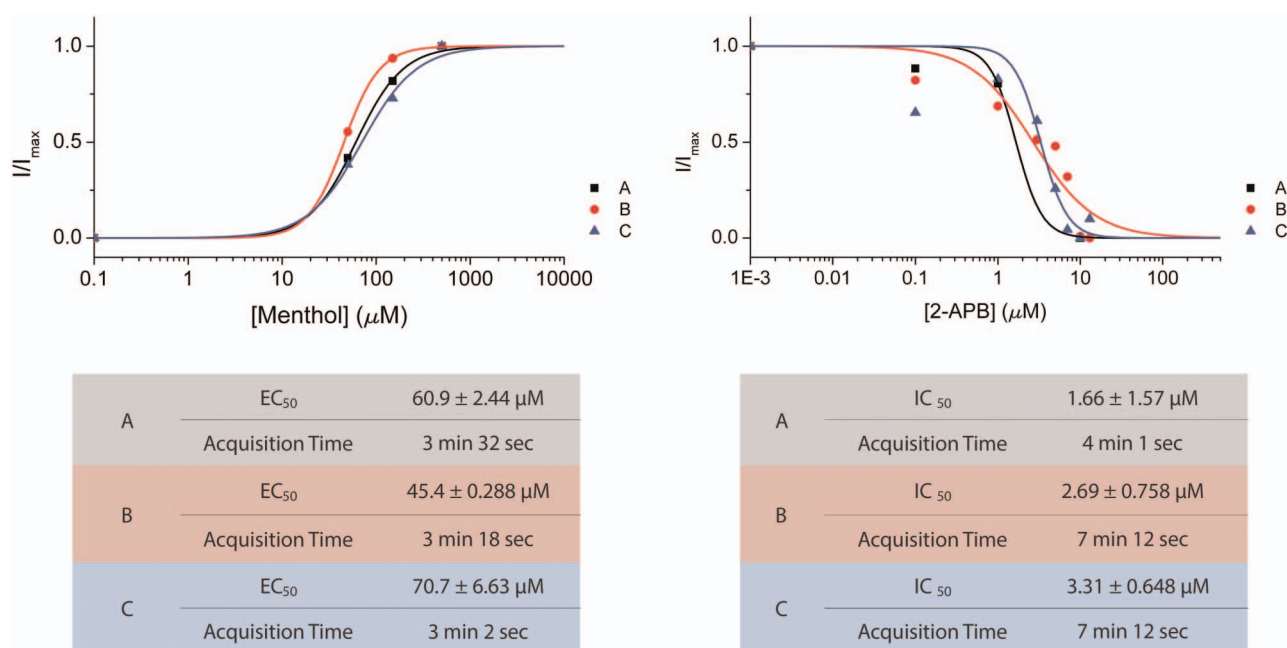 1.0
0.5
0.0
I/Imax
0.1 1 10 100 1000 10000
[Menthol] (μM)
A
B
C
1.0
0.5
0.0
I/Imax
1E-3 0.01 0.1 1 10 100
[2-APB] (μM)
A
B
C
A
EC50 60.9 ± 2.44 μM
Acquisition Time 3 min 32 sec
B
EC50 45.4 ± 0.288 μM
Acquisition Time 3 min 18 sec
C
EC50 70.7 ± 6.63 μM
Acquisition Time 3 min 2 sec
A
IC 50 1.66 ± 1.57 μM
Acquisition Time 4 min 1 sec
B
IC 50 2.69 ± 0.758 μM
Acquisition Time 7 min 12 sec
C
IC 50 3.31 ± 0.648 μM
Acquisition Time 7 min 12 sec